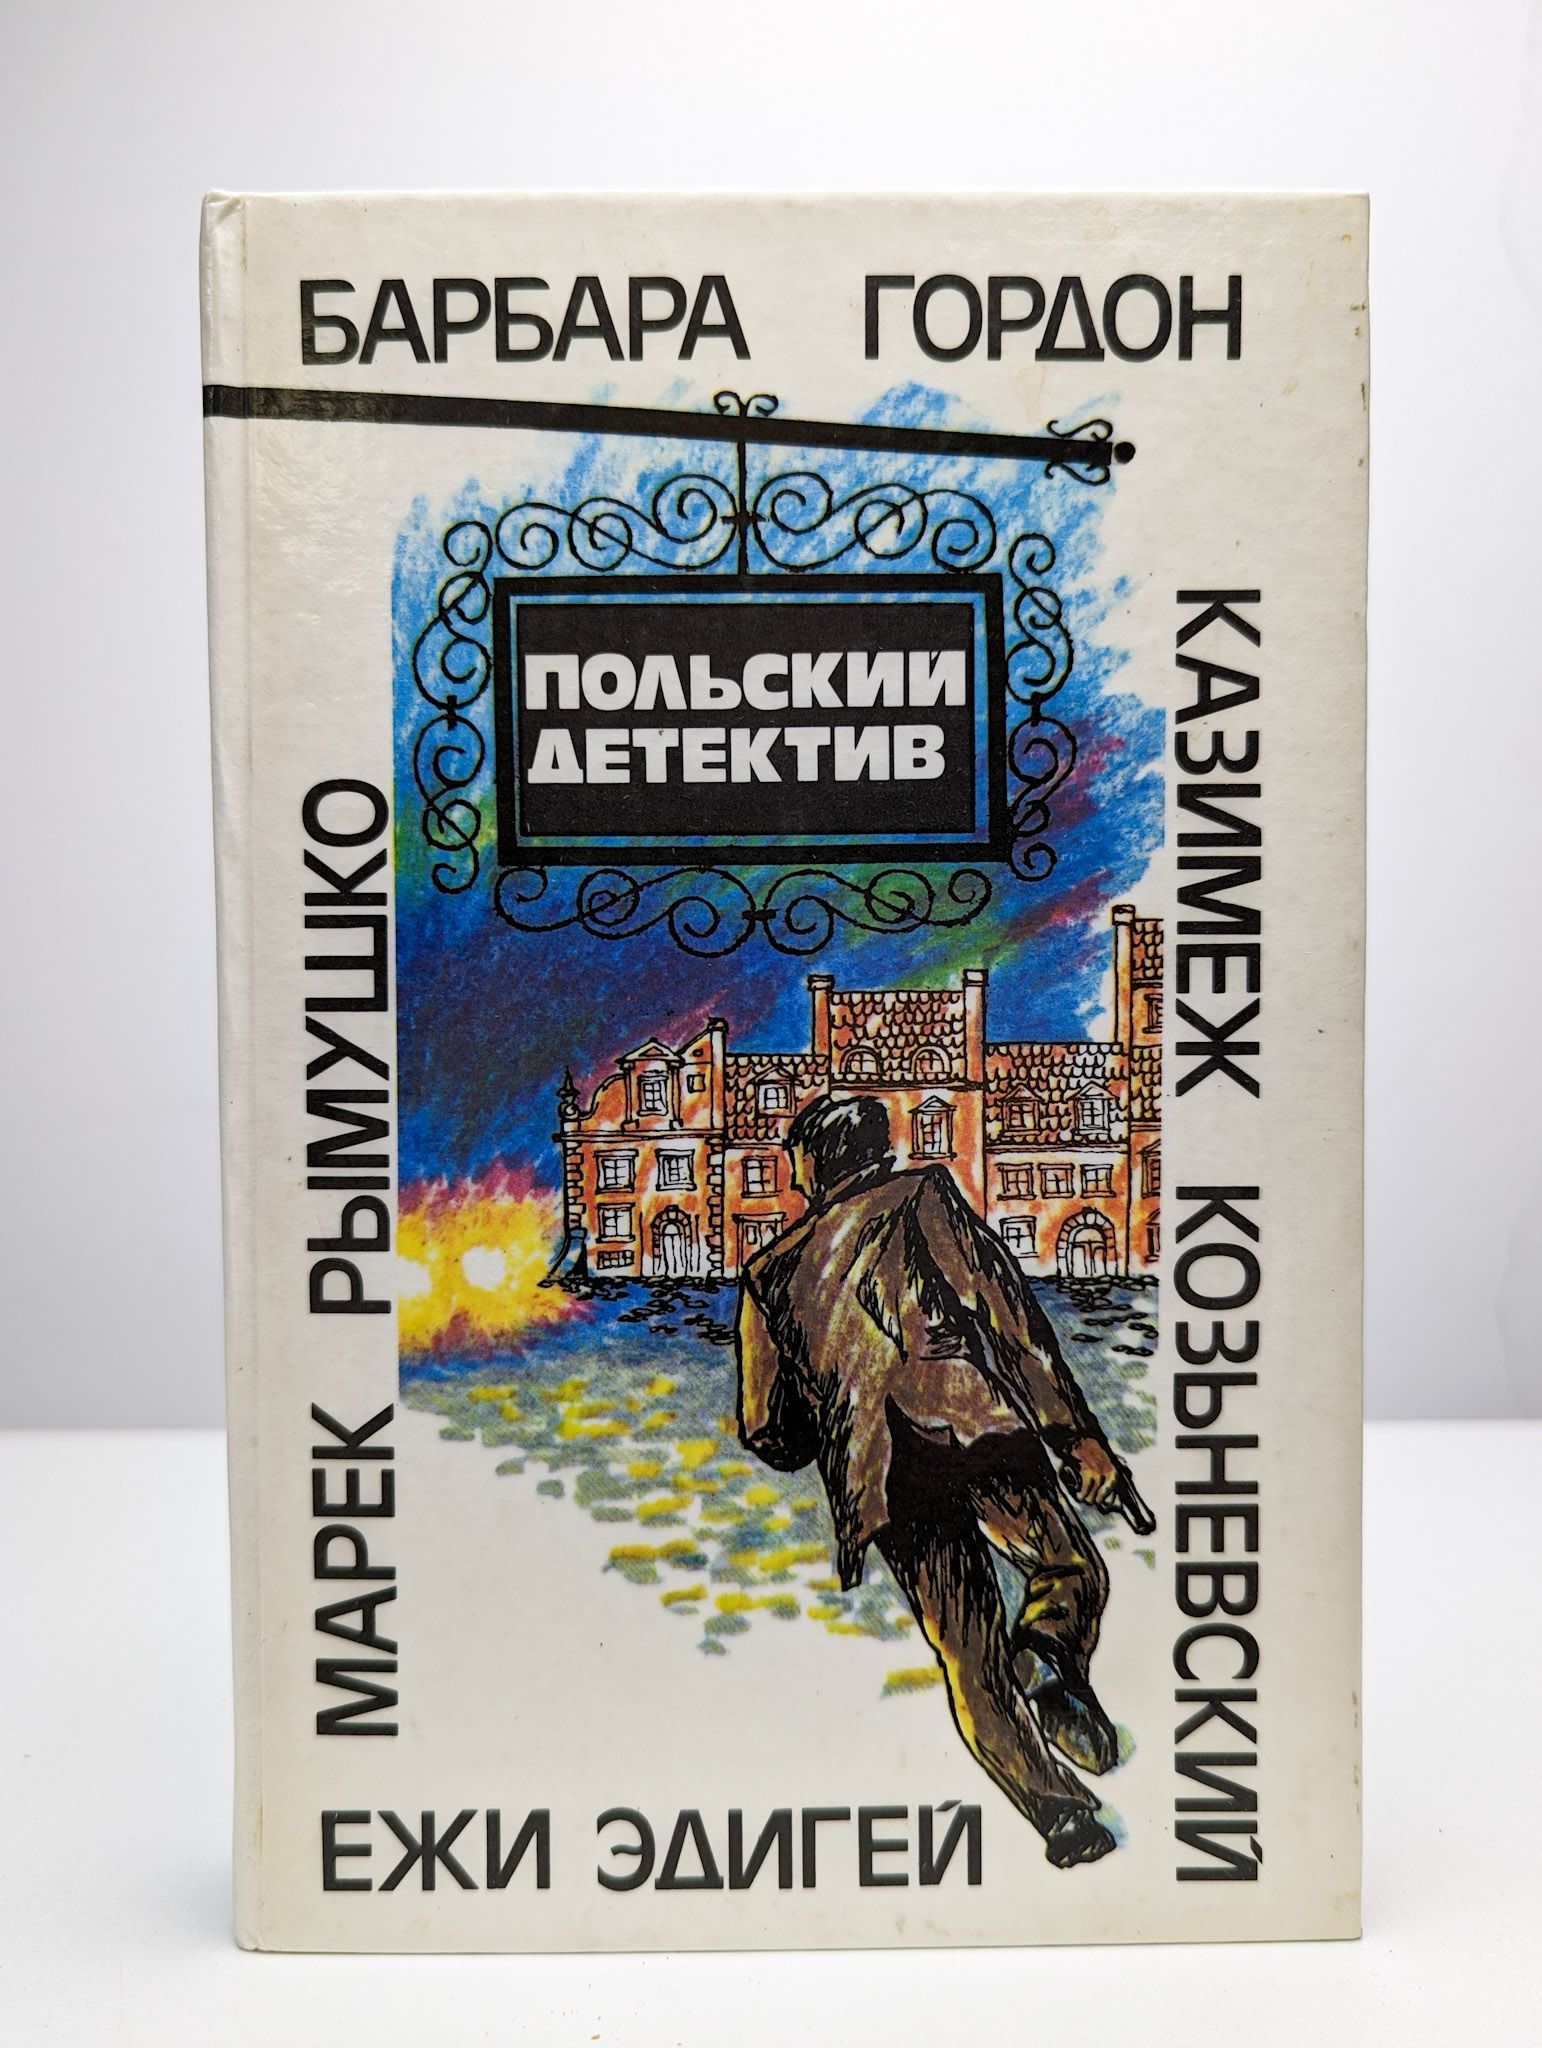 БАРБАРА ГОРДОН
ПОЛЬСКИЙ
ДЕТЕКТИВ
КАЗИМЕЖ КОЗЬНЕВСКИЙ
МАРЕК РЫМУШКО
ЕЖИ ЭДИГЕЙ